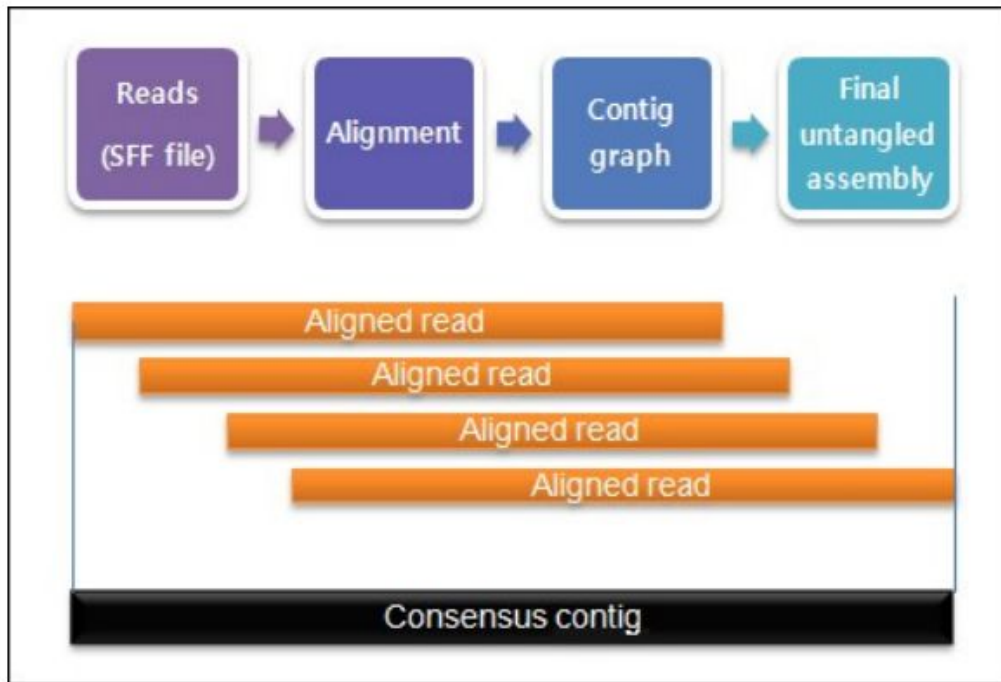 Reads
(SFF file)
Alignment
Contig
graph
Final
untangled
assembly
Aligned read
Aligned read
Aligned read
Aligned read
Consensus contig